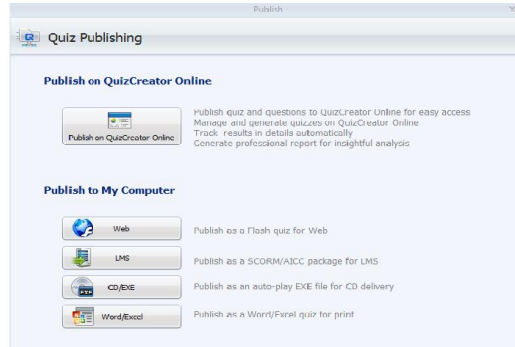 Publish
Quiz Publishing
Publish on QuizCreator Online
Publish on QuizCreator Online
Publish quiz and questions to QuizCreator Online for easy access
Manage and generate quizzes on QuizCreator Online
Track results in details automatically
Generate professional report for insightful analysis
Publish to My Computer
Web
Publish as a Flash quiz for Web
LMS
Publish as a SCORM/AICC package for LMS
CD/EXE
Publish as an auto-play EXE file for CD delivery
Word/Excel
Publish as a Word/Excel quiz for print